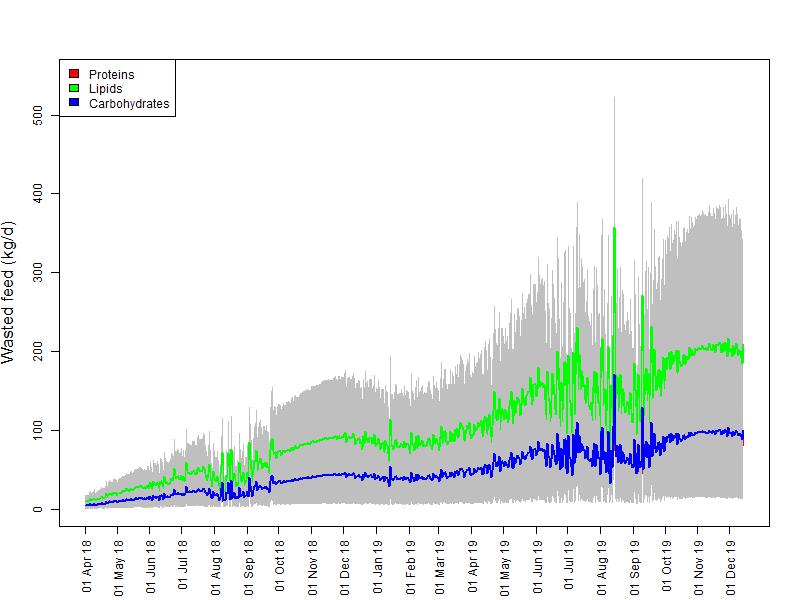 Proteins
Lipids
Carbohydrates
Wasted feed (kg/d)
500
400
300
200
100
0
01 Apr 18
01 May 18
01 Jun 18
01 Jul 18
01 Aug 18
01 Sep 18
01 Oct 18
01 Nov 18
01 Dec 18
01 Jan 19
01 Feb 19
01 Mar 19
01 Apr 19
01 May 19
01 Jun 19
01 Jul 19
01 Aug 19
01 Sep 19
01 Oct 19
01 Nov 19
01 Dec 19